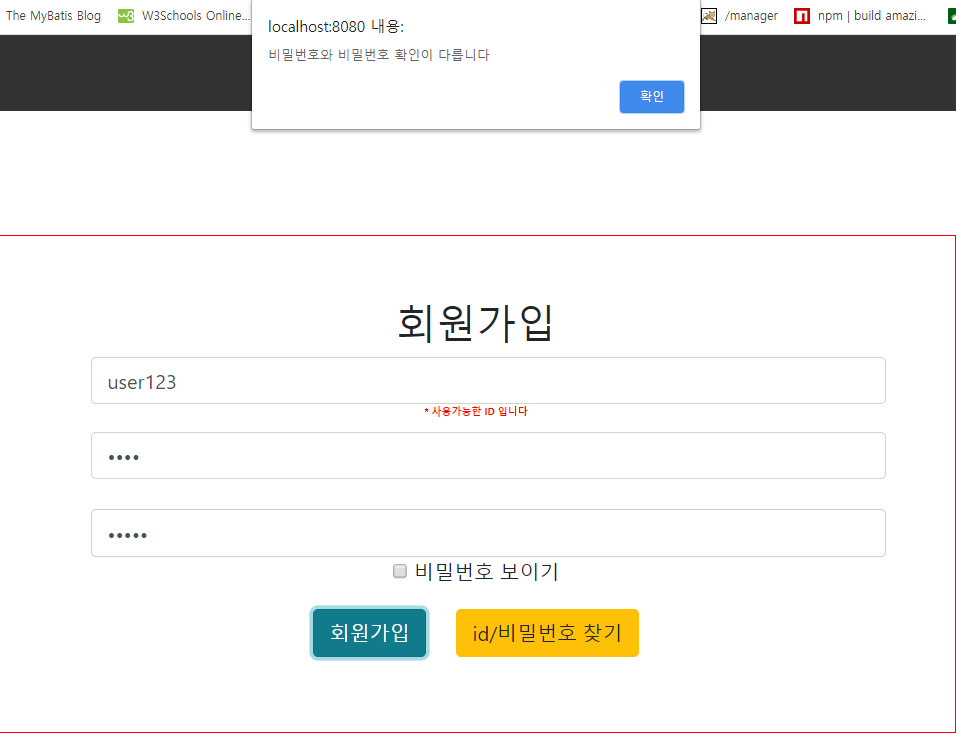 The MyBatis Blog W3Schools Online... /manager npm | build amazi...
localhost:8080 내용:
비밀번호와 비밀번호 확인이 다릅니다
확인
회원가입
user123
* 사용가능한 ID 입니다
••••
•••••
비밀번호 보이기
회원가입 id/비밀번호 찾기